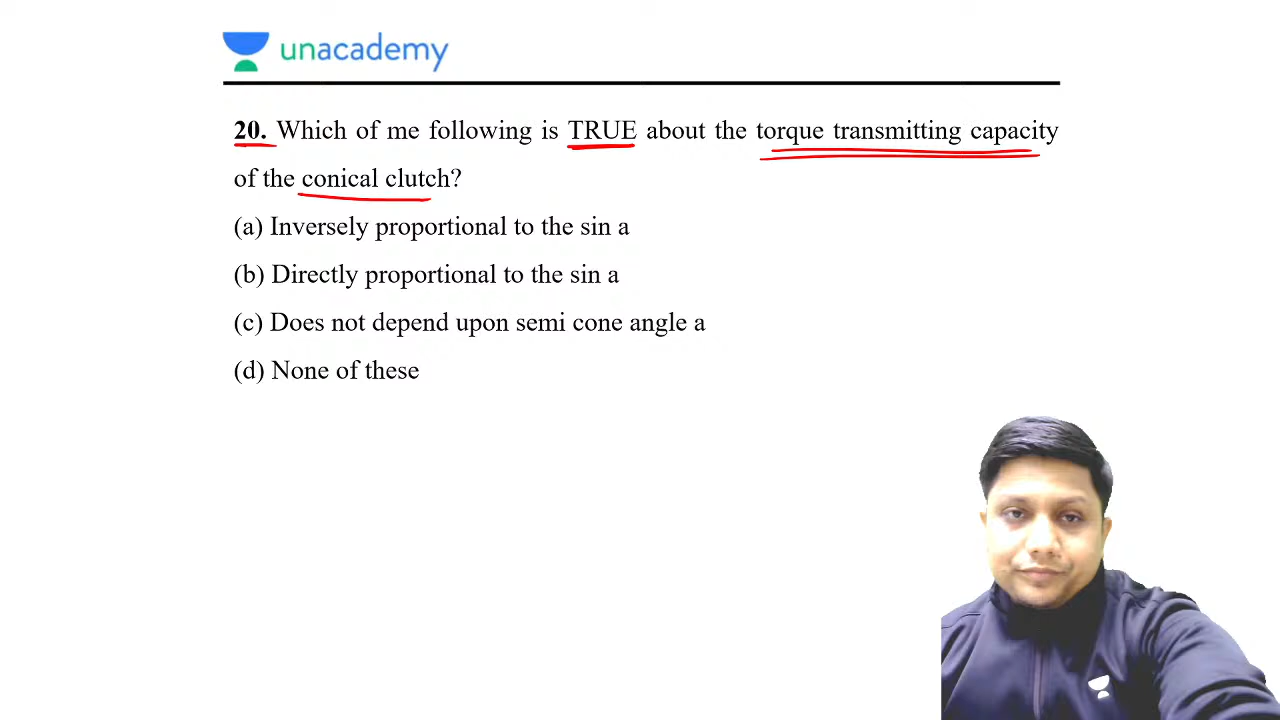 unacademy
20. Which of me following is TRUE about the torque transmitting capacity
of the conical clutch?
(a) Inversely proportional to the sin a
(b) Directly proportional to the sin a
(c) Does not depend upon semi cone angle a
(d) None of these